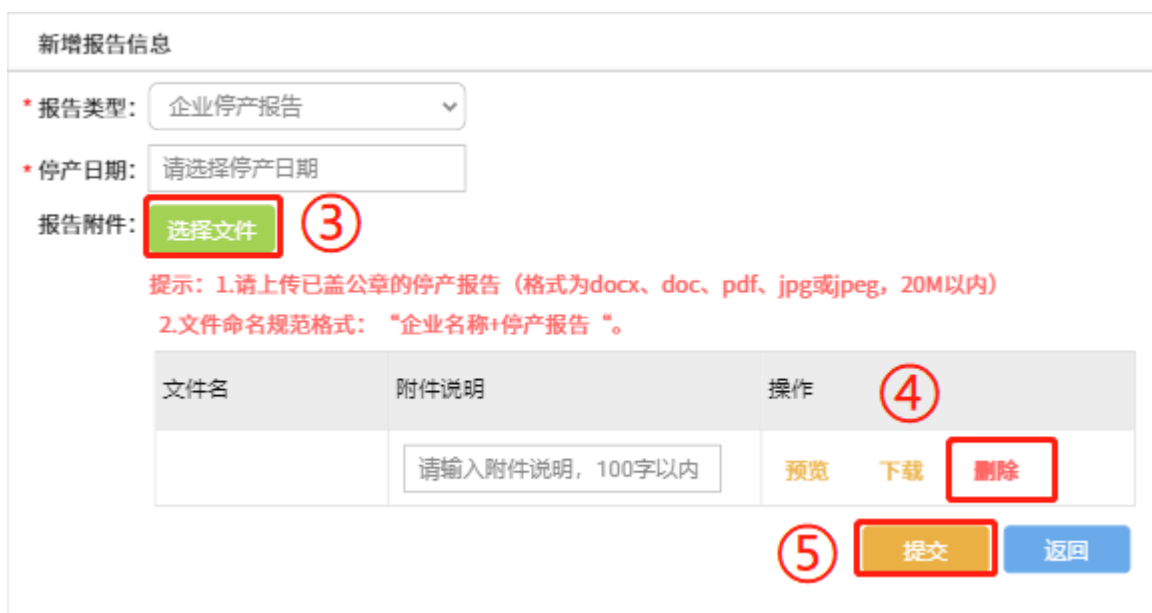 新增报告信息
* 报告类型： 企业停产报告
* 停产日期： 请选择停产日期
报告附件： 选择文件 ③
提示：1.请上传已盖公章的停产报告（格式为docx、doc、pdf、jpg或jpeg，20M以内）
2.文件命名规范格式：“企业名称+停产报告“。
文件名 附件说明 操作 ④
请输入附件说明，100字以内 预览 下载 删除
⑤ 提交 返回